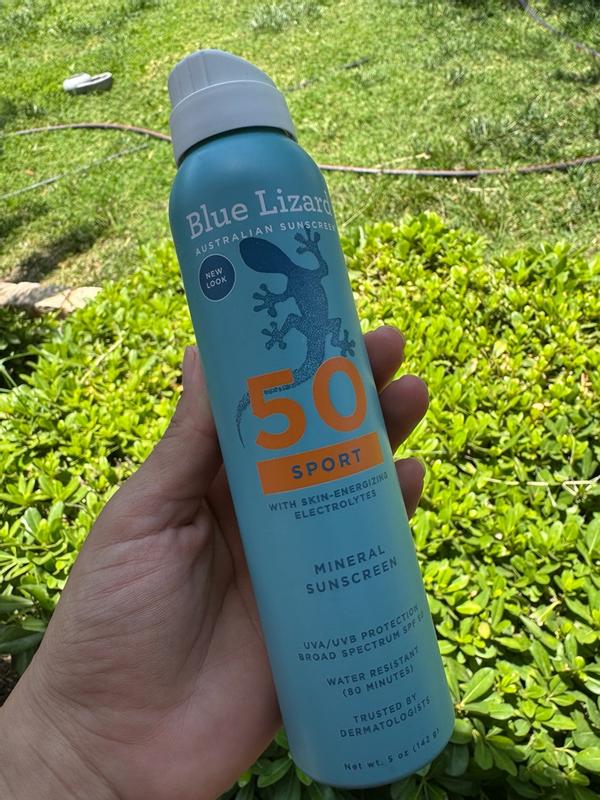 Blue Lizard
AUSTRALIAN SUNSCREEN
NEW
LOOK
50
SPORT
WITH SKIN-ENERGIZING
ELECTROLYTES
MINERAL
SUNSCREEN
UVA/UVB PROTECTION
BROAD SPECTRUM SPF 50
WATER RESISTANT
(80 MINUTES)
TRUSTED BY
DERMATOLOGISTS
Net wt. 5 oz (142 g)